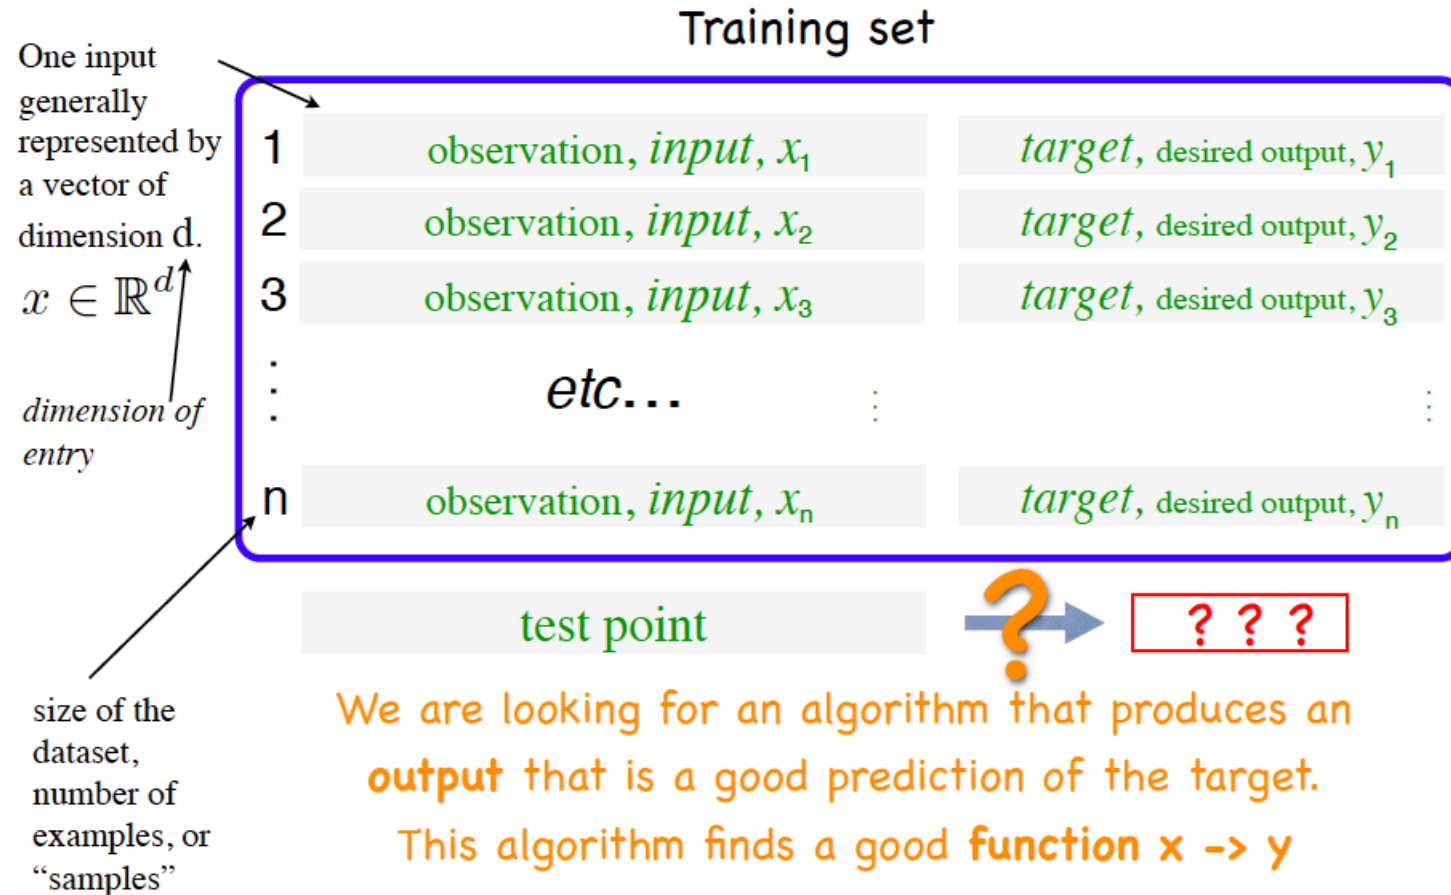 Training set
One input
generally
represented by
a vector of
dimension d.
x ∈ ℝ^d
dimension of
entry
1 observation, input, x₁ target, desired output, y₁
2 observation, input, x₂ target, desired output, y₂
3 observation, input, x₃ target, desired output, y₃
⋮ etc... ⋮ ⋮
n observation, input, xₙ target, desired output, yₙ
test point ? ? ? ?
size of the
dataset,
number of
examples, or
“samples”
We are looking for an algorithm that produces an
output that is a good prediction of the target.
This algorithm finds a good function x -> y